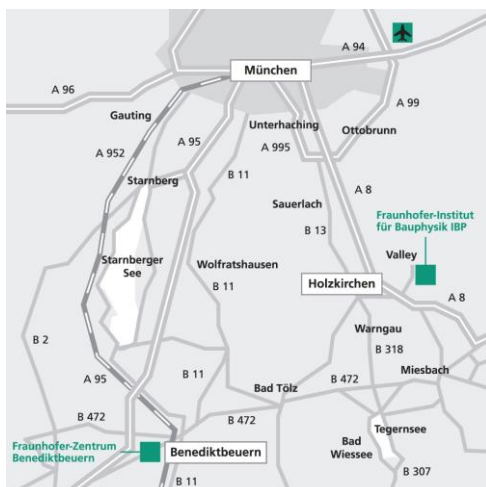 A 94
München
A 96
A 99
Gauting
Unterhaching
Ottobrunn
A 95
A 995
A 952
B 11
Starnberg
A 8
Sauerlach
Fraunhofer-Institut
für Bauphysik IBP
B 13
Valley
Starnberger
See
Wolfratshausen
B 11
Holzkirchen
A 8
Warngau
B 2
B 318
Miesbach
A 95
B 11
Bad Tölz
B 472
B 472
B 472
Tegernsee
Fraunhofer-Zentrum
Benediktbeuern
Benediktbeuern
Bad
Wiessee
B 307
B 11